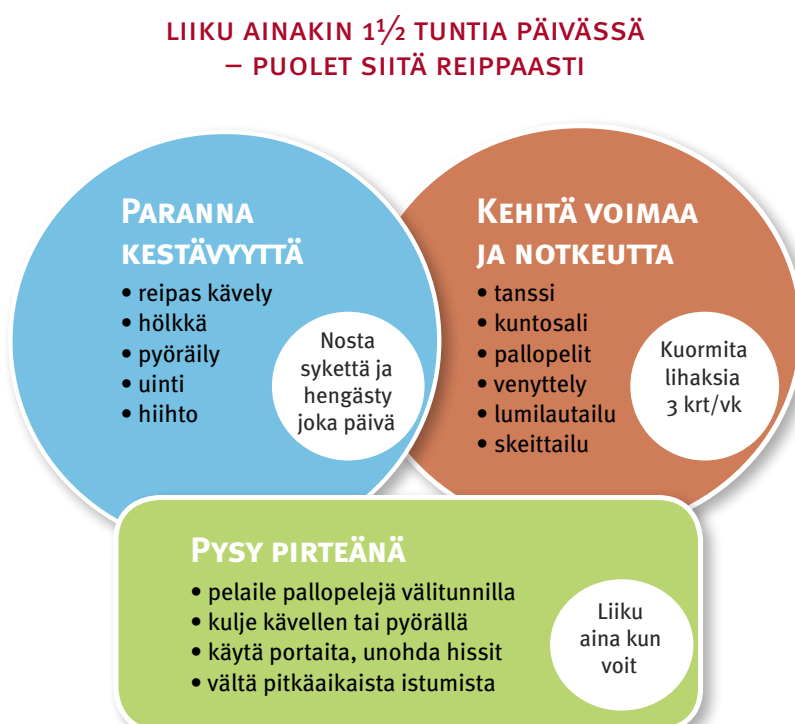 LIIKU AINAKIN 1½ TUNTIA PÄIVÄSSÄ
– PUOLET SIITÄ REIPPAASTI
PARANNA
KESTÄVYYTTÄ
• reipas kävely
• hölkkä
• pyöräily
• uinti
• hiihto
Nosta
sykettä ja
hengästy
joka päivä
KEHITÄ VOIMAA
JA NOTKEUTTA
• tanssi
• kuntosali
• pallopelit
• venyttely
• lumilautailu
• skeittailu
Kuormita
lihaksia
3 krt/vk
PYSY PIRTEÄNÄ
• pelaile pallopelejä välitunnilla
• kulje kävellen tai pyörällä
• käytä portaita, unohda hissit
• vältä pitkäaikaista istumista
Liiku
aina kun
voit